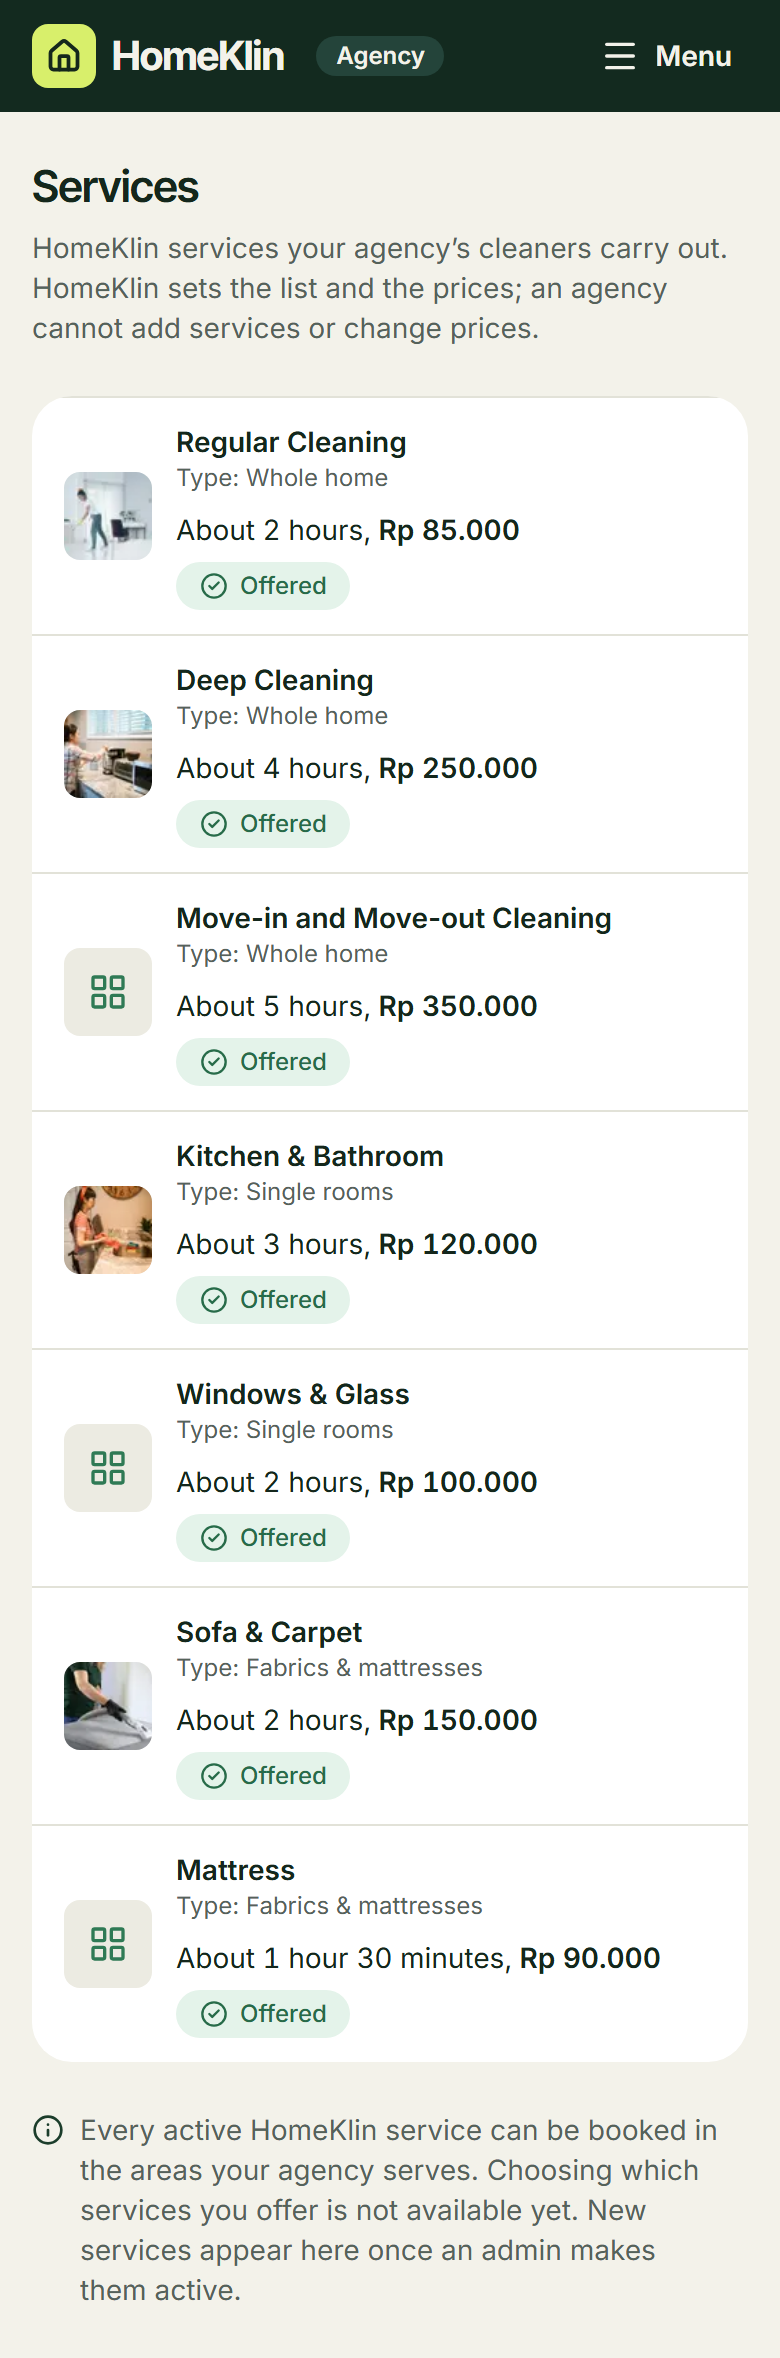 HomeKlin
Agency
Menu
Services
HomeKlin services your agency’s cleaners carry out.
HomeKlin sets the list and the prices; an agency
cannot add services or change prices.
Regular Cleaning
Type: Whole home
About 2 hours, Rp 85.000
Offered
Deep Cleaning
Type: Whole home
About 4 hours, Rp 250.000
Offered
Move-in and Move-out Cleaning
Type: Whole home
About 5 hours, Rp 350.000
Offered
Kitchen & Bathroom
Type: Single rooms
About 3 hours, Rp 120.000
Offered
Windows & Glass
Type: Single rooms
About 2 hours, Rp 100.000
Offered
Sofa & Carpet
Type: Fabrics & mattresses
About 2 hours, Rp 150.000
Offered
Mattress
Type: Fabrics & mattresses
About 1 hour 30 minutes, Rp 90.000
Offered
Every active HomeKlin service can be booked in
the areas your agency serves. Choosing which
services you offer is not available yet. New
services appear here once an admin makes
them active.